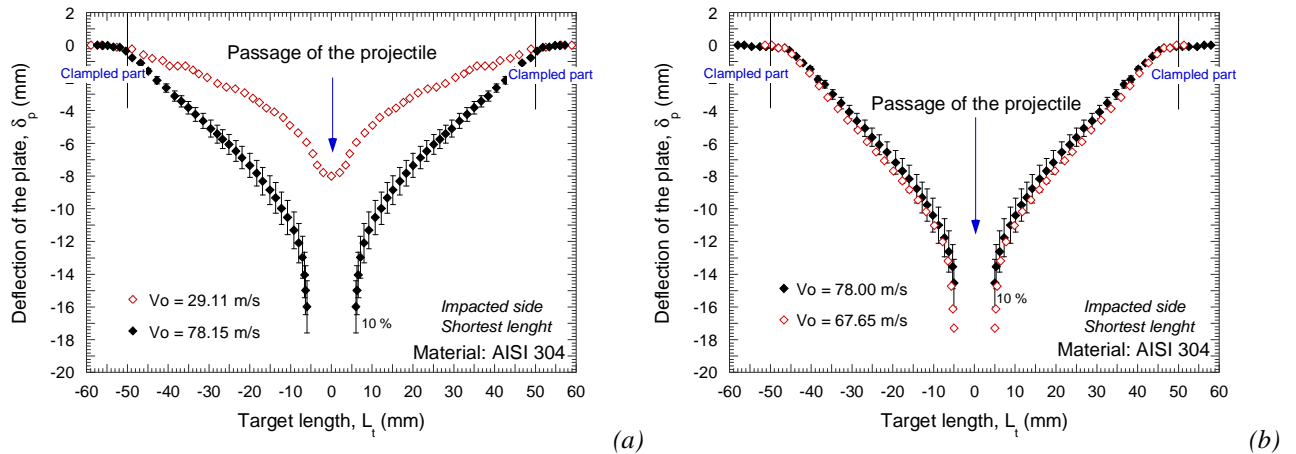 2
0
-2
-4
-6
-8
-10
-12
-14
-16
-18
-20
Deflection of the plate, δp (mm)
Passage of the projectile
Clampled part
Clampled part
Vo = 29.11 m/s
Vo = 78.15 m/s
10 %
Impacted side
Shortest lenght
Material: AISI 304
-60 -50 -40 -30 -20 -10 0 10 20 30 40 50 60
Target length, Lt (mm)
(a)
2
0
-2
-4
-6
-8
-10
-12
-14
-16
-18
-20
Deflection of the plate, δp (mm)
Clampled part
Clampled part
Passage of the projectile
Vo = 78.00 m/s
Vo = 67.65 m/s
10 %
Impacted side
Shortest lenght
Material: AISI 304
-60 -50 -40 -30 -20 -10 0 10 20 30 40 50 60
Target length, Lt (mm)
(b)